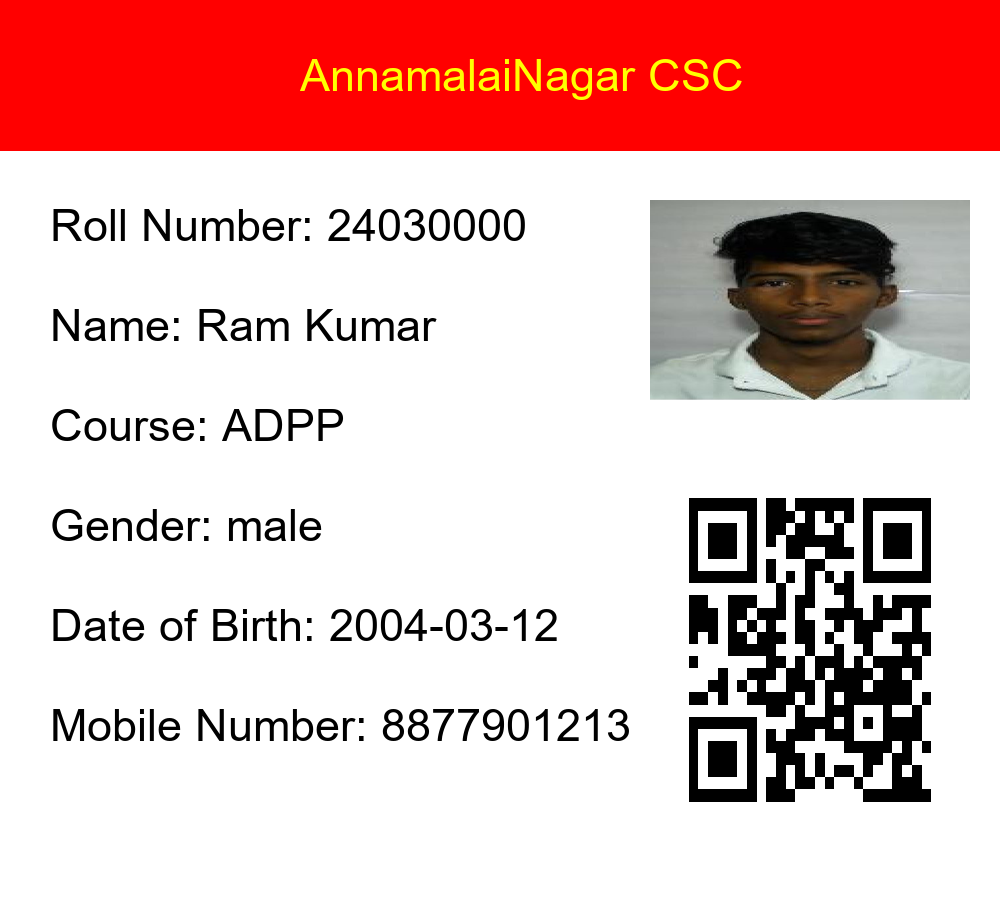 AnnamalaiNagar CSC
Roll Number: 24030000
Name: Ram Kumar
Course: ADPP
Gender: male
Date of Birth: 2004-03-12
Mobile Number: 8877901213